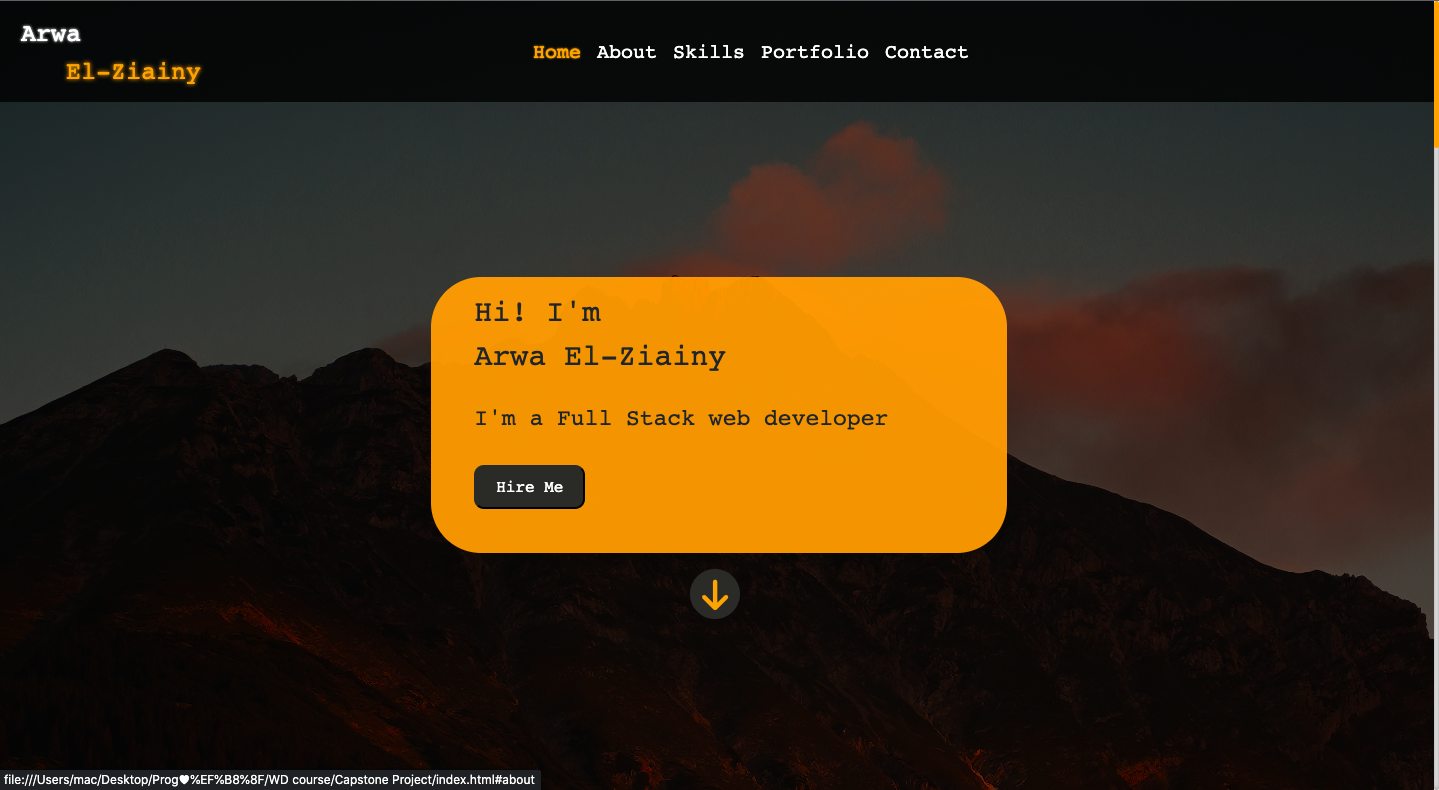 Arwa
El-Ziainy
Home About Skills Portfolio Contact
Hi! I'm
Arwa El-Ziainy
I'm a Full Stack web developer
Hire Me
file:///Users/mac/Desktop/Prog♥%EF%B8%8F/WD course/Capstone Project/index.html#about